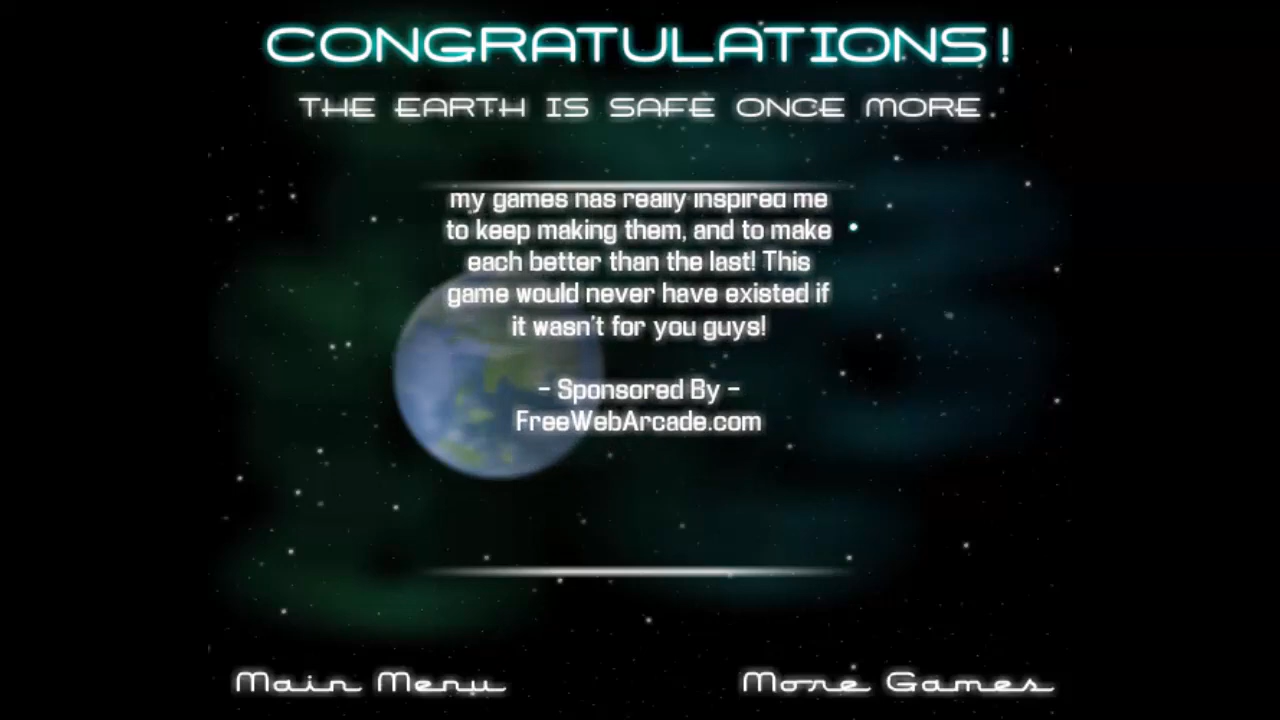 CONGRATULATIONS!
THE EARTH IS SAFE ONCE MORE.
my games has really inspired me
to keep making them, and to make
each better than the last! This
game would never have existed if
it wasn't for you guys!
- Sponsored By -
FreeWebArcade.com
Main Menu
More Games